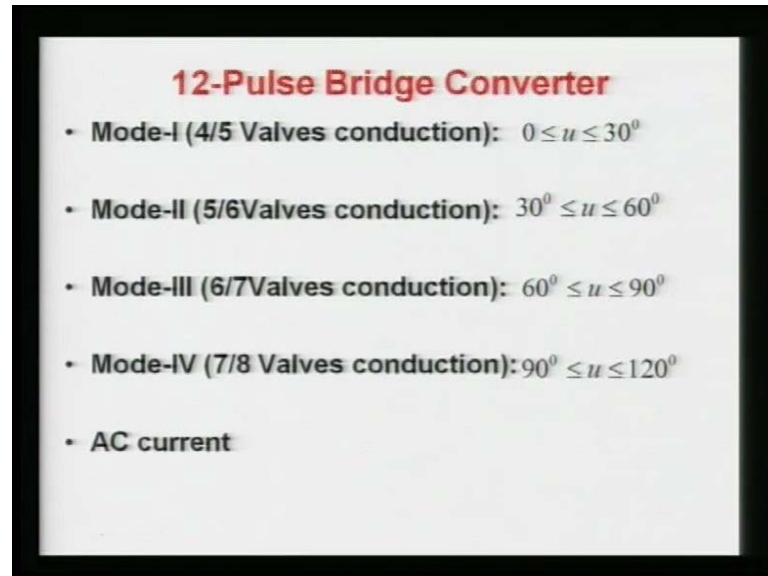 12-Pulse Bridge Converter
• Mode-I (4/5 Valves conduction): 0 ≤ u ≤ 30⁰
• Mode-II (5/6Valves conduction): 30⁰ ≤ u ≤ 60⁰
• Mode-III (6/7Valves conduction): 60⁰ ≤ u ≤ 90⁰
• Mode-IV (7/8 Valves conduction): 90⁰ ≤ u ≤ 120⁰
• AC current